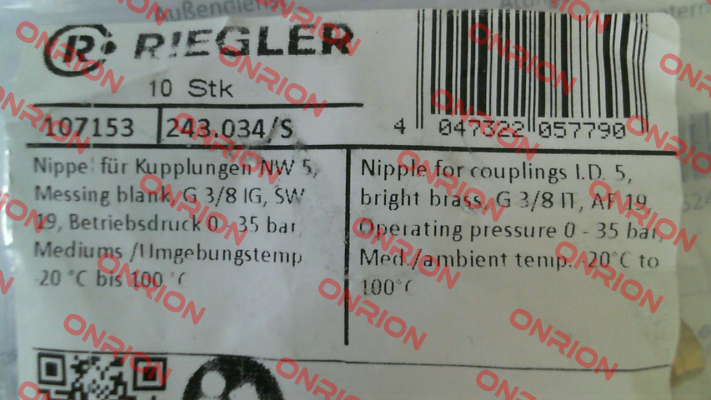 Außendien
RIEGLER
10 Stk
107153 243.034/S
4 047322 057790
Nippel für Kupplungen NW 5,
Messing blank, G 3/8 IG, SW
19, Betriebsdruck 0 - 35 bar,
Mediums-/Umgebungstemp.
-20 °C bis 100 °C
Nipple for couplings I.D. 5,
bright brass, G 3/8 IT, AF 19,
Operating pressure 0 - 35 bar,
Med./ambient temp. -20°C to
100°C
ONRION